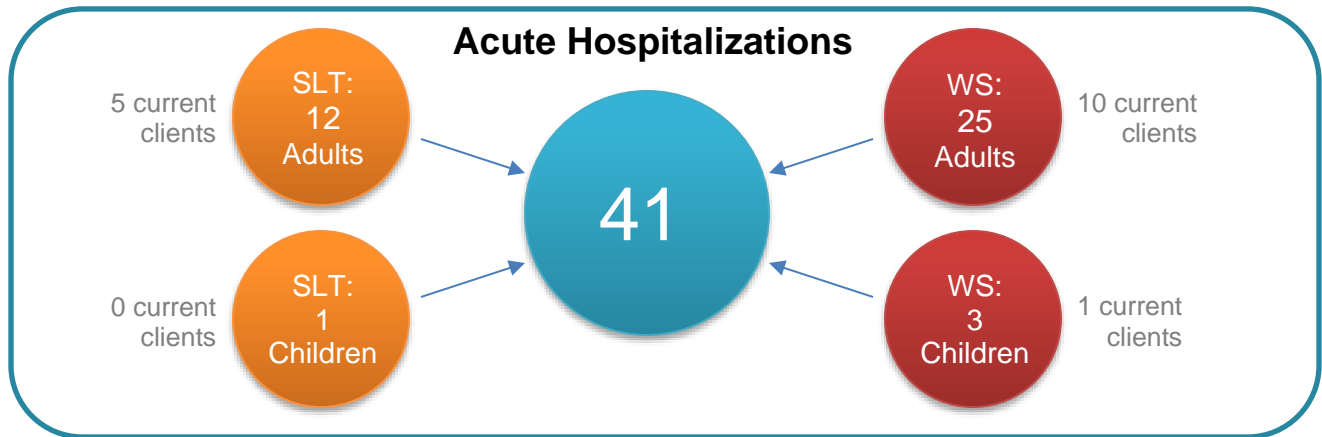 Acute Hospitalizations
5 current
clients
SLT:
12
Adults
WS:
25
Adults
10 current
clients
41
0 current
clients
SLT:
1
Children
WS:
3
Children
1 current
clients